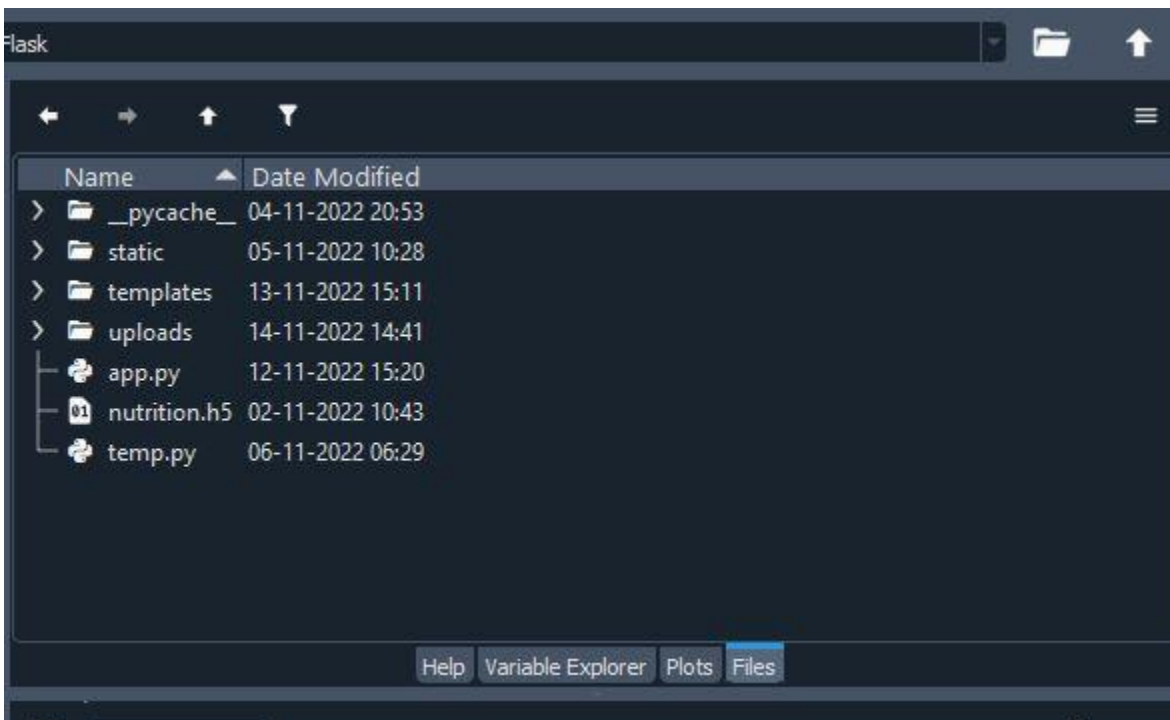 Flask
Name Date Modified
__pycache__ 04-11-2022 20:53
static 05-11-2022 10:28
templates 13-11-2022 15:11
uploads 14-11-2022 14:41
app.py 12-11-2022 15:20
nutrition.h5 02-11-2022 10:43
temp.py 06-11-2022 06:29
Help Variable Explorer Plots Files